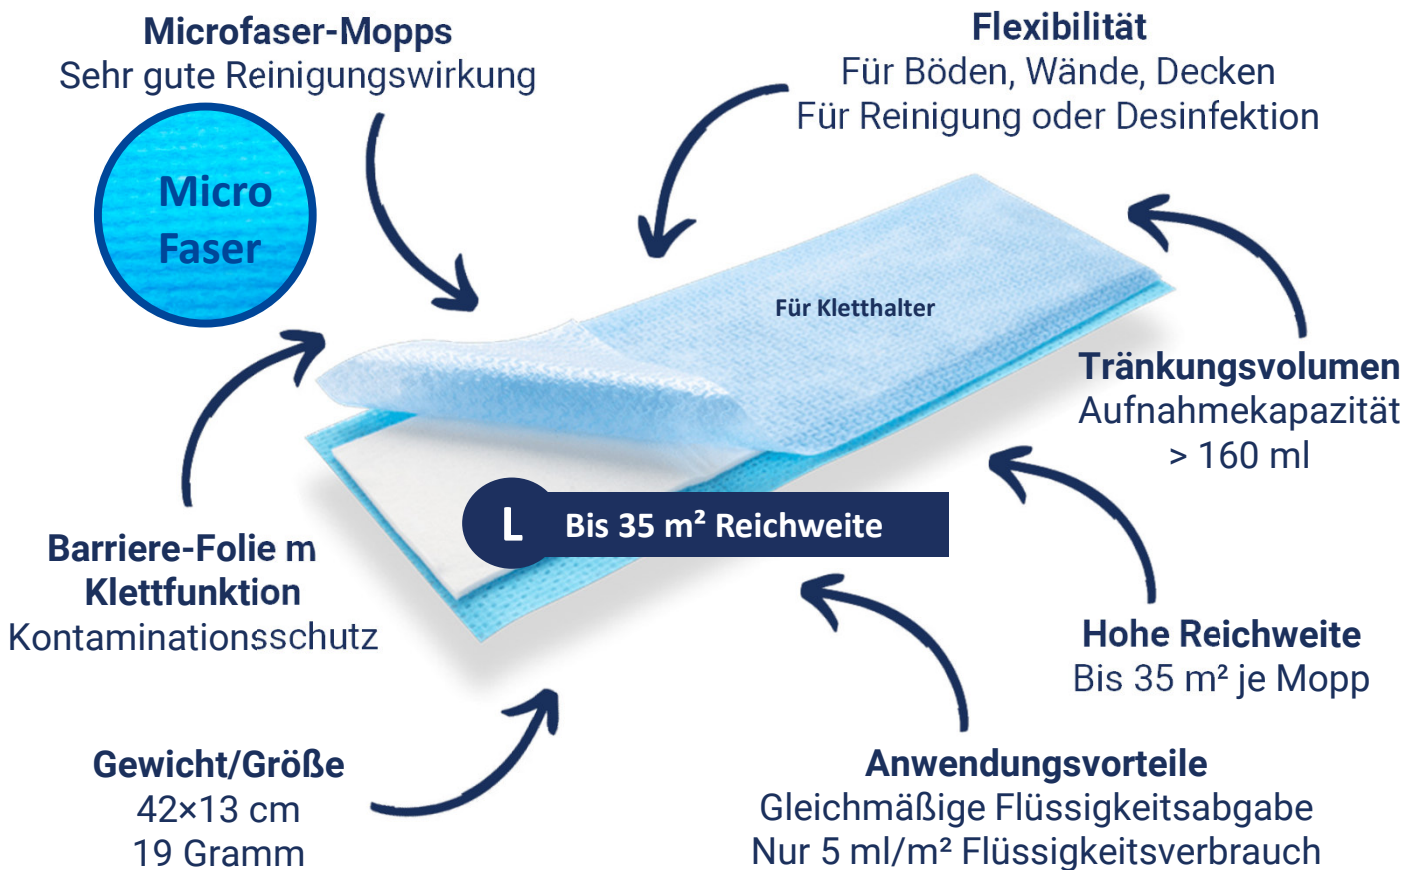 Microfaser-Mopps
Sehr gute Reinigungswirkung
Micro
Faser
Flexibilität
Für Böden, Wände, Decken
Für Reinigung oder Desinfektion
Für Kletthalter
Tränkungsvolumen
Aufnahmekapazität
> 160 ml
L Bis 35 m² Reichweite
Barriere-Folie m
Klettfunktion
Kontaminationsschutz
Hohe Reichweite
Bis 35 m² je Mopp
Gewicht/Größe
42×13 cm
19 Gramm
Anwendungsvorteile
Gleichmäßige Flüssigkeitsabgabe
Nur 5 ml/m² Flüssigkeitsverbrauch